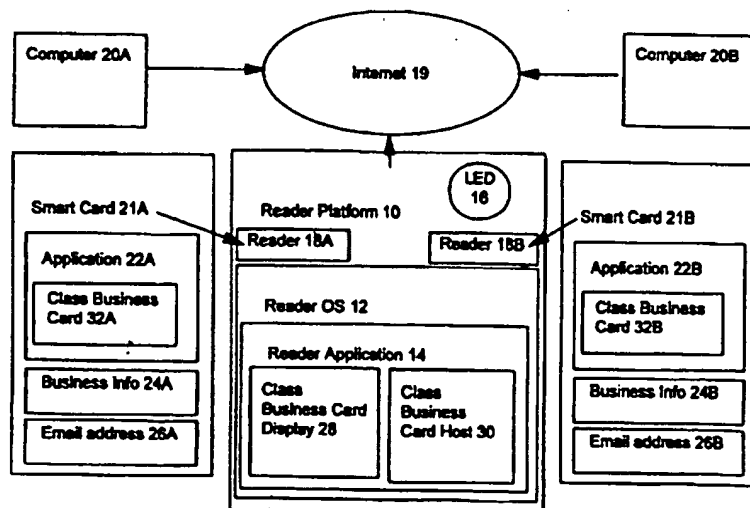 Computer 20A
Internet 19
Computer 20B
Smart Card 21A
Application 22A
Class Business
Card 32A
Business Info 24A
Email address 26A
LED
16
Reader Platform 10
Reader 18A
Reader 18B
Reader OS 12
Reader Application 14
Class
Business Card
Display 28
Class
Business
Card Host 30
Smart Card 21B
Application 22B
Class Business
Card 32B
Business Info 24B
Email address 26B